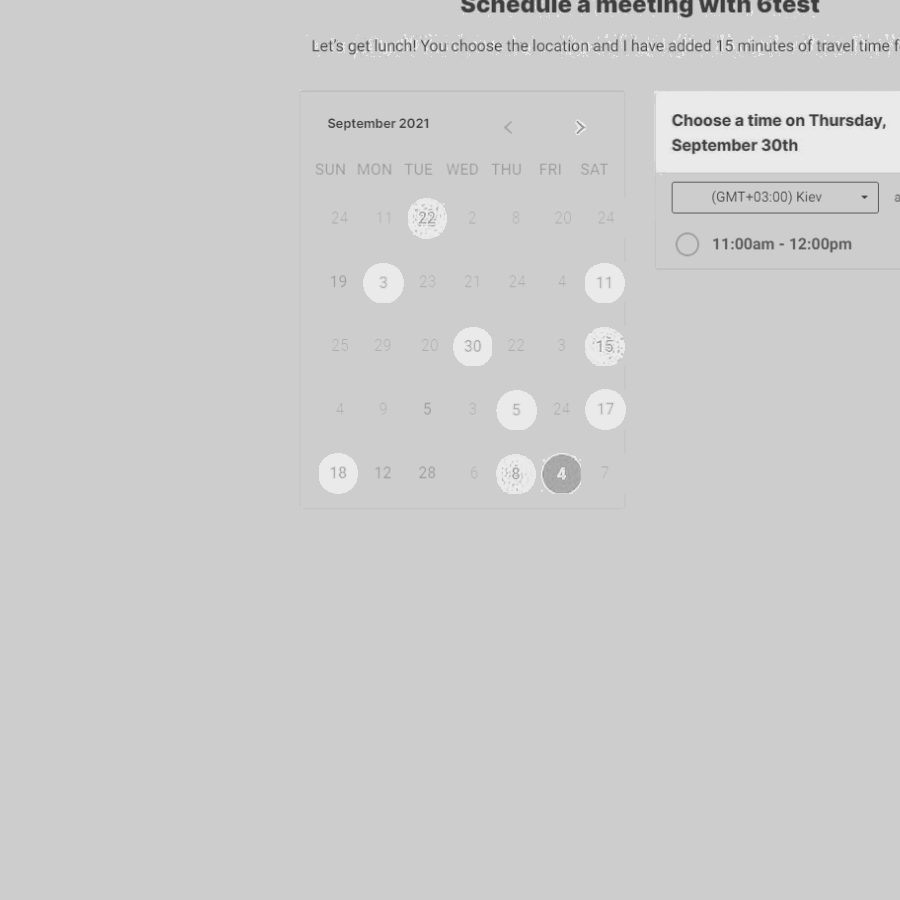 Schedule a meeting with 6test
Let's get lunch! You choose the location and I have added 15 minutes of travel time f
September 2021
SUN MON TUE WED THU FRI SAT
24 11 22 2 8 20 24
19 3 23 21 24 4 11
25 29 20 30 22 3 15
4 9 5 3 5 24 17
18 12 28 6 8 4 7
Choose a time on Thursday,
September 30th
(GMT+03:00) Kiev a
11:00am - 12:00pm